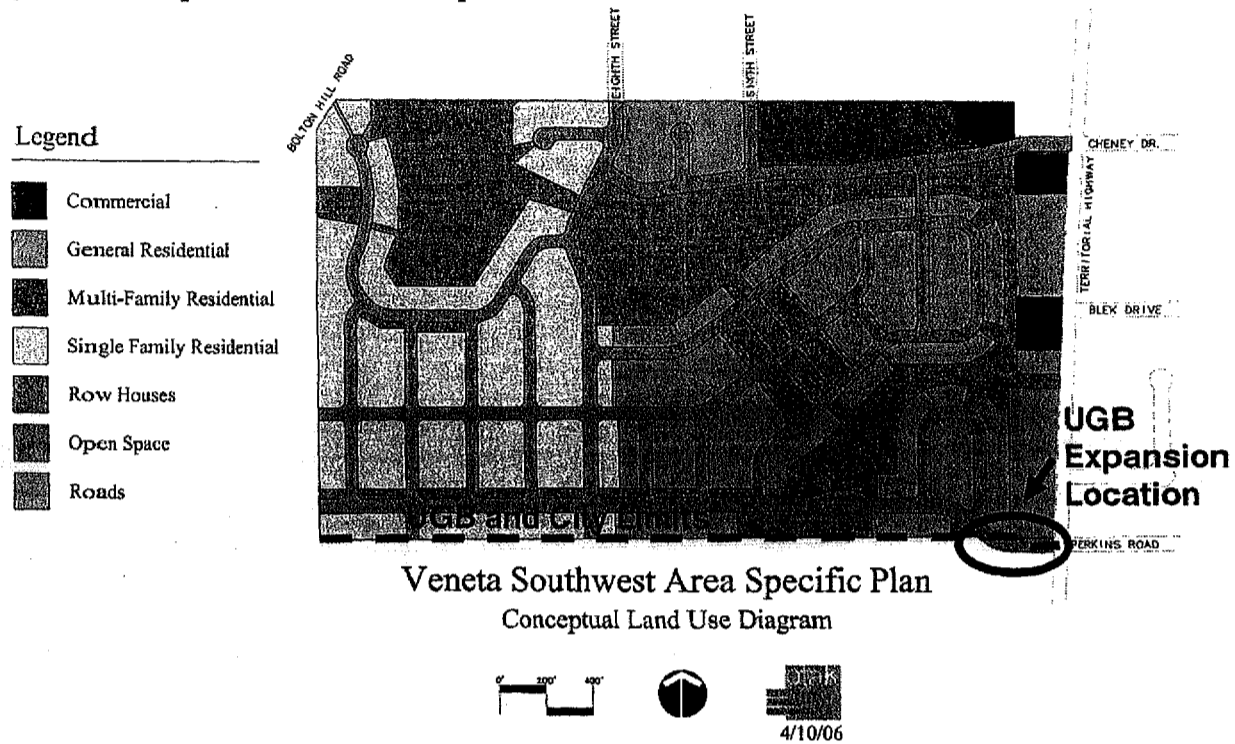 BOLTON HILL ROAD
EIGHTH STREET
SIXTH STREET
CHENEY DR.
TERRITORIAL HIGHWAY
BLEK DRIVE
Legend
Commercial
General Residential
Multi-Family Residential
Single Family Residential
Row Houses
Open Space
Roads
UGB
Expansion
Location
UGB and City Limits
PERKINS ROAD
Veneta Southwest Area Specific Plan
Conceptual Land Use Diagram
0' 200' 400'
4/10/06